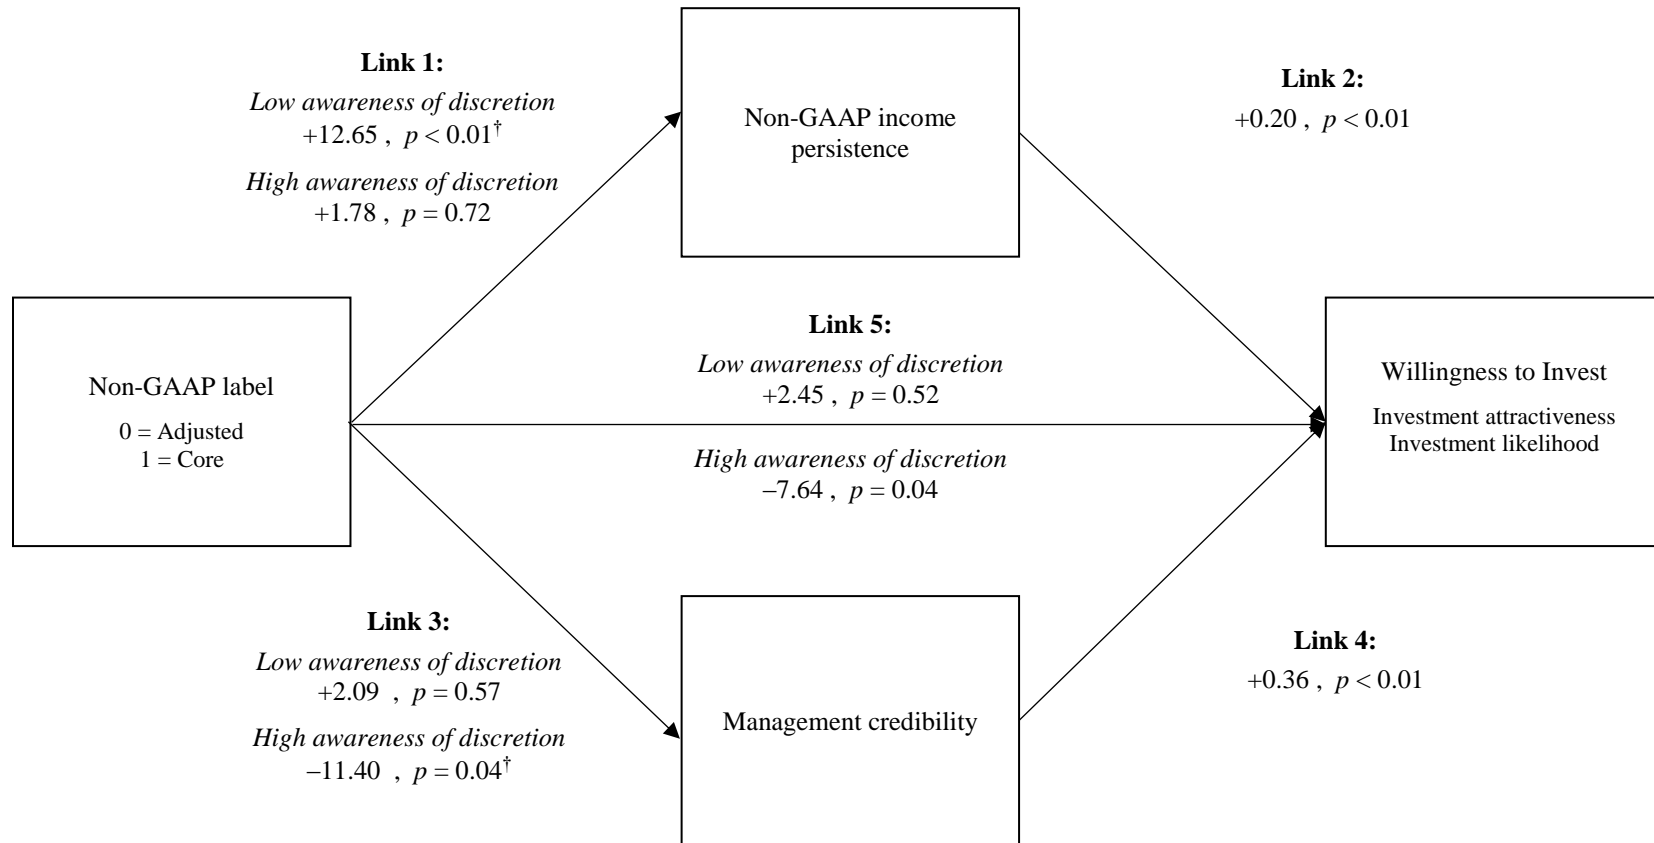 Link 1:
Low awareness of discretion
+12.65 , p < 0.01†
High awareness of discretion
+1.78 , p = 0.72
Non-GAAP income
persistence
Link 2:
+0.20 , p < 0.01
Non-GAAP label
0 = Adjusted
1 = Core
Link 5:
Low awareness of discretion
+2.45 , p = 0.52
High awareness of discretion
−7.64 , p = 0.04
Willingness to Invest
Investment attractiveness
Investment likelihood
Link 3:
Low awareness of discretion
+2.09 , p = 0.57
High awareness of discretion
−11.40 , p = 0.04†
Management credibility
Link 4:
+0.36 , p < 0.01